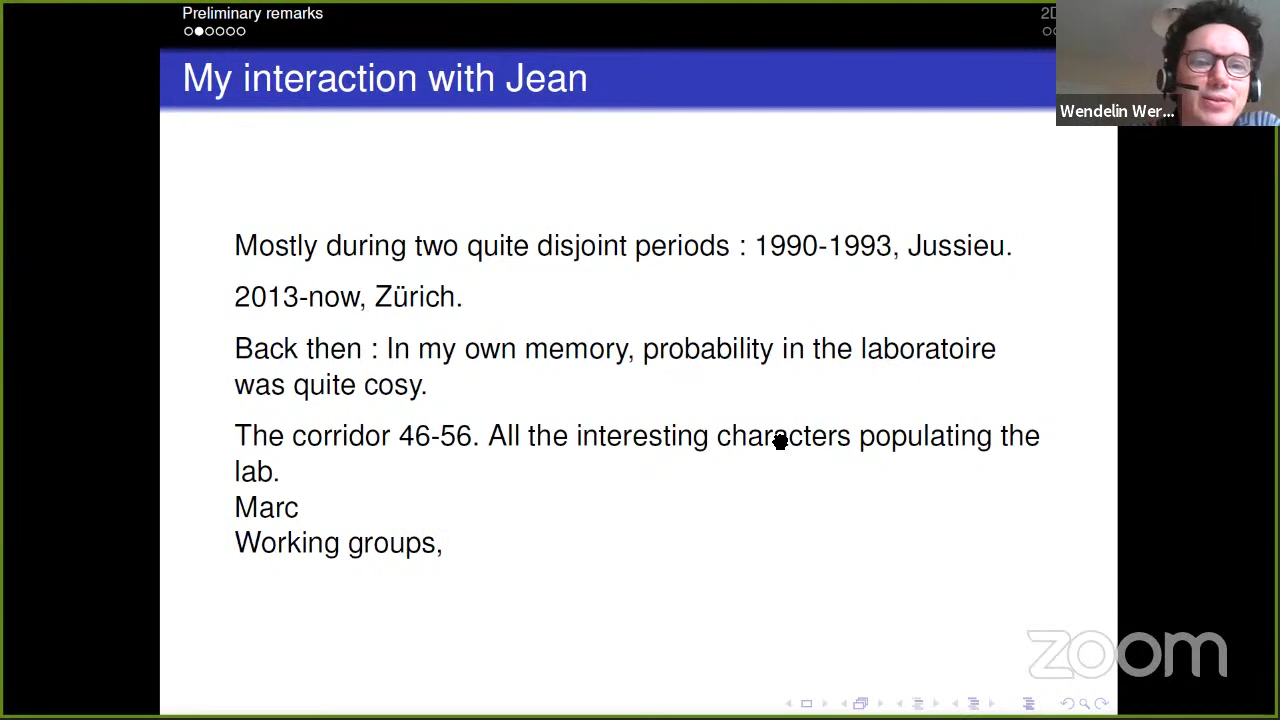 Preliminary remarks
2D
My interaction with Jean
Wendelin Wer...
Mostly during two quite disjoint periods : 1990-1993, Jussieu.
2013-now, Zürich.
Back then : In my own memory, probability in the laboratoire
was quite cosy.
The corridor 46-56. All the interesting characters populating the
lab.
Marc
Working groups,
zoom